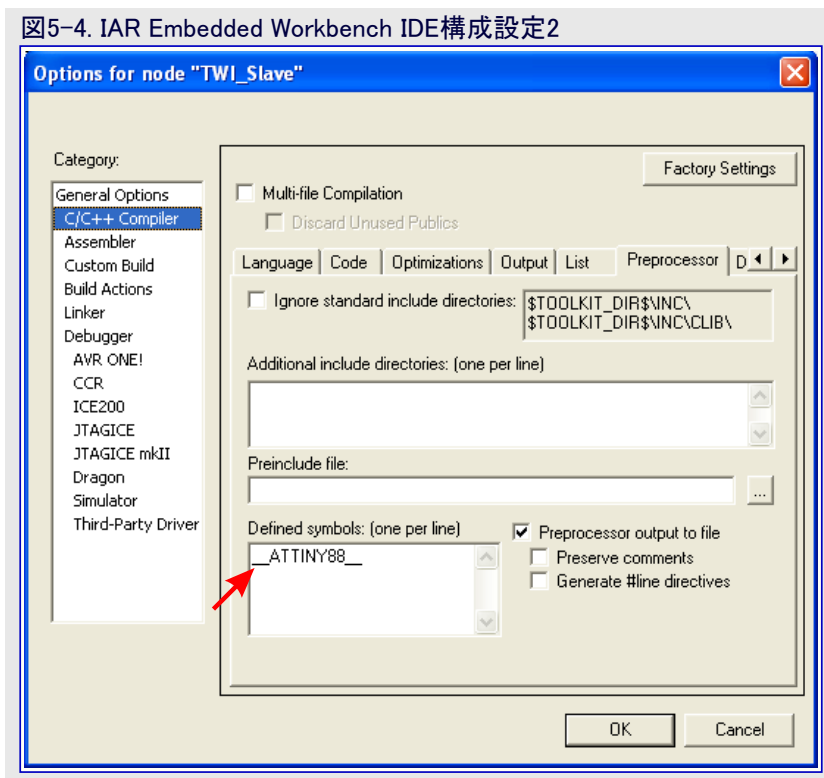 図5-4. IAR Embedded Workbench IDE構成設定2
Options for node "TWI_Slave"
Category:
General Options
C/C++ Compiler
Assembler
Custom Build
Build Actions
Linker
Debugger
AVR ONE!
CCR
ICE200
JTAGICE
JTAGICE mkII
Dragon
Simulator
Third-Party Driver
Factory Settings
Multi-file Compilation
Discard Unused Publics
Language Code Optimizations Output List Preprocessor D
Ignore standard include directories:
$TOOLKIT_DIR$\INC\
$TOOLKIT_DIR$\INC\CLIB\
Additional include directories: (one per line)
Preinclude file:
...
Defined symbols: (one per line)
__ATTINY88__
Preprocessor output to file
Preserve comments
Generate #line directives
OK Cancel